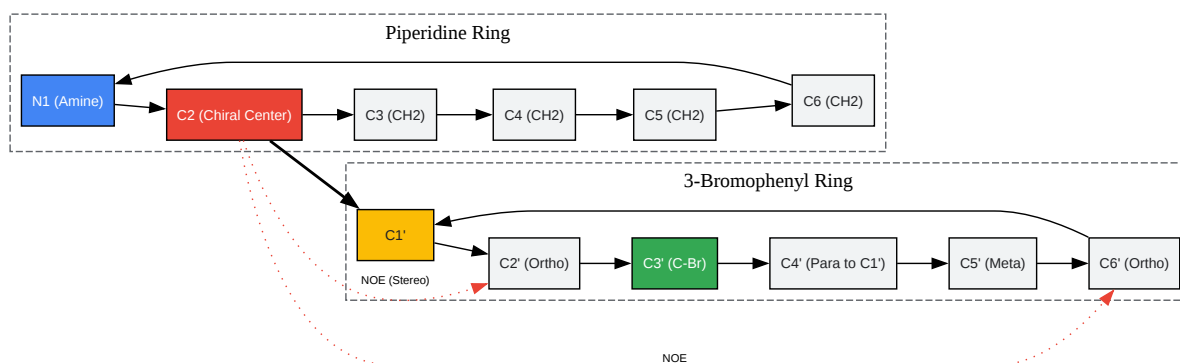 Piperidine Ring
N1 (Amine)
C2 (Chiral Center)
C3 (CH2)
C4 (CH2)
C5 (CH2)
C6 (CH2)
3-Bromophenyl Ring
C1'
C2' (Ortho)
C3' (C-Br)
C4' (Para to C1')
C5' (Meta)
C6' (Ortho)
NOE (Stereo)
NOE